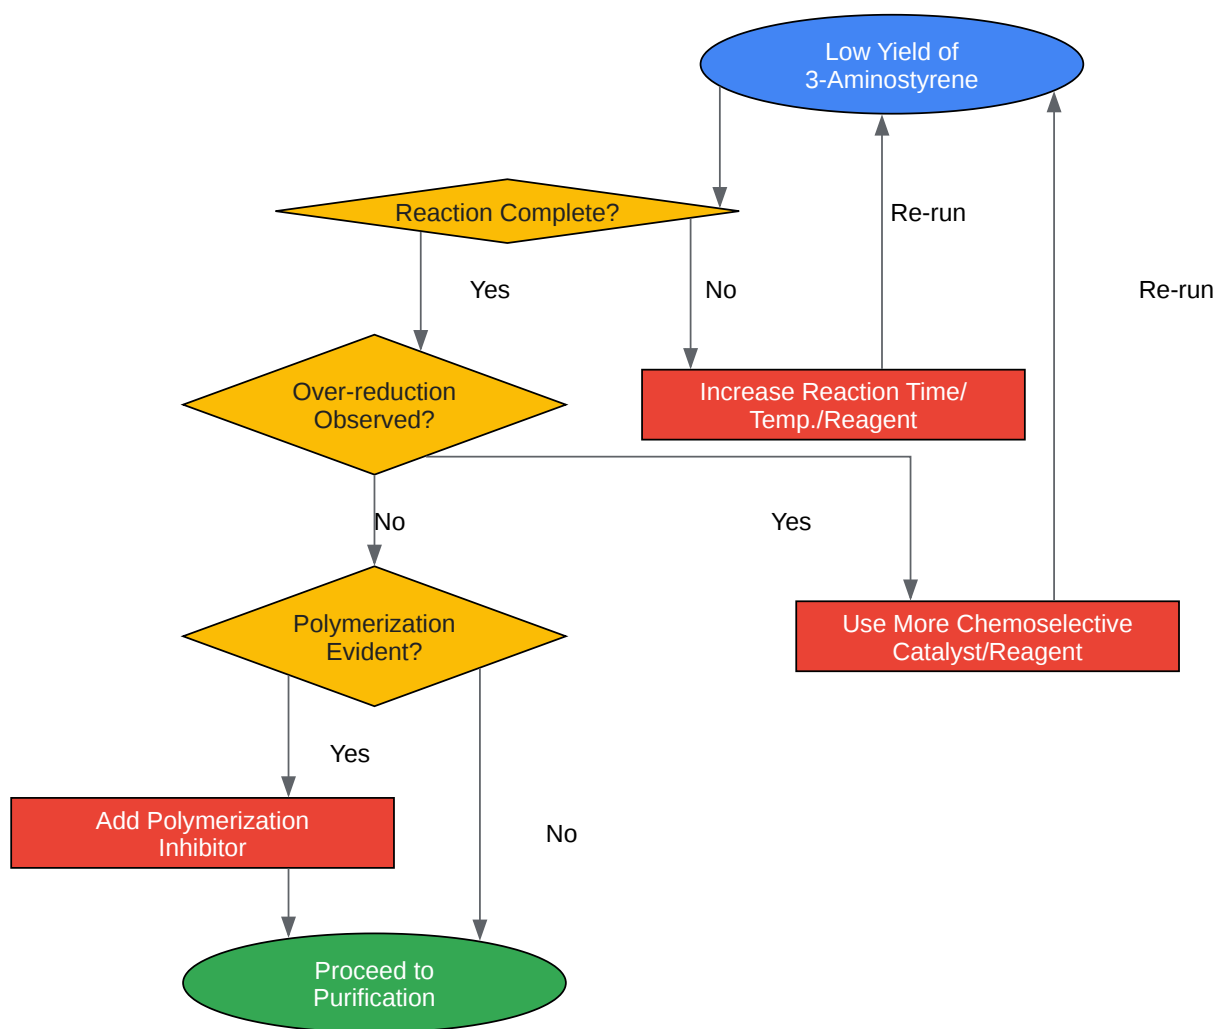 Low Yield of
3-Aminostyrene
Reaction Complete?
Re-run
Yes
No
Re-run
Over-reduction
Observed?
Increase Reaction Time/
Temp./Reagent
No
Yes
Polymerization
Evident?
Use More Chemoselective
Catalyst/Reagent
Yes
Add Polymerization
Inhibitor
No
Proceed to
Purification